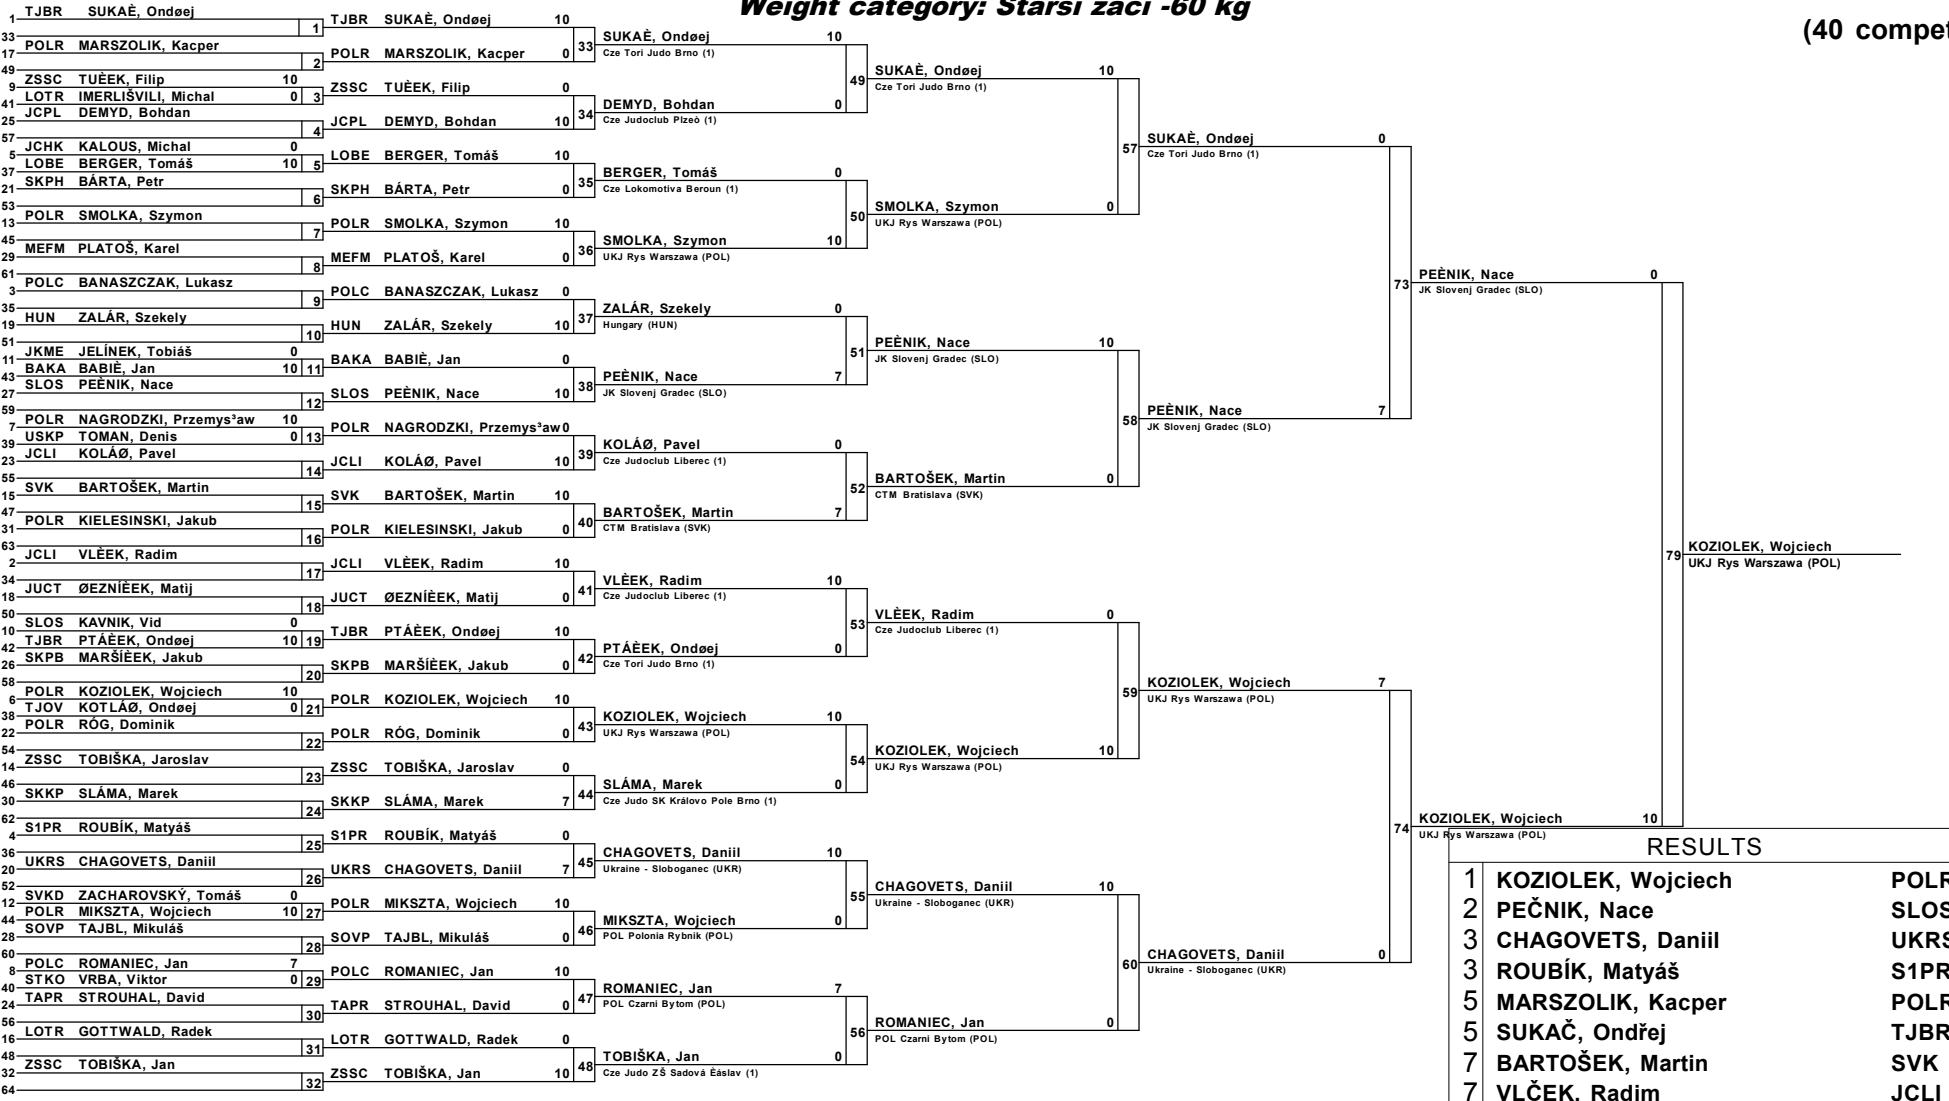 Weight category: Starsí zácí -60 kg
(40 compet
1 TJBR SUKAÈ, Ondøej
33
1
17 POLR MARSZOLIK, Kacper
49
2
9 ZSSC TUÈEK, Filip 10
41 LOTR IMERLIŠVILI, Michal 0 3
25 JCPL DEMYD, Bohdan
57
4
5 JCHK KALOUS, Michal 0
37 LOBE BERGER, Tomáš 10 5
21 SKPH BÁRTA, Petr
53
6
13 POLR SMOLKA, Szymon
45
7
29 MEFM PLATOŠ, Karel
61
8
3 POLC BANASZCZAK, Lukasz
35
9
19 HUN ZALÁR, Szekely
51
10
11 JKME JELÍNEK, Tobiáš 0
43 BAKA BABIÈ, Jan 10 11
27 SLOS PEÈNIK, Nace
59
12
7 POLR NAGRODZKI, Przemys³aw 10
39 USKP TOMAN, Denis 0 13
23 JCLI KOLÁØ, Pavel
55
14
15 SVK BARTOŠEK, Martin
47
15
31 POLR KIELESINSKI, Jakub
63
16
2 JCLI VLÈEK, Radim
34
17
18 JUCT ØEZNÍÈEK, Matìj
50
18
10 SLOS KAVNIK, Vid 0
42 TJBR PTÁÈEK, Ondøej 10 19
26 SKPB MARŠÍÈEK, Jakub
58
20
6 POLR KOZIOLEK, Wojciech 10
38 TJOV KOTLÁØ, Ondøej 0 21
22 POLR RÓG, Dominik
54
22
14 ZSSC TOBIŠKA, Jaroslav
46
23
30 SKKP SLÁMA, Marek
62
24
4 S1PR ROUBÍK, Matyáš
36
25
20 UKRS CHAGOVETS, Daniil
52
26
12 SVKD ZACHAROVSKÝ, Tomáš 0
44 POLR MIKSZTA, Wojciech 10 27
28 SOVP TAJBL, Mikuláš
60
28
8 POLC ROMANIEC, Jan 7
40 STKO VRBA, Viktor 0 29
24 TAPR STROUHAL, David
56
30
16 LOTR GOTTWALD, Radek
48
31
32 ZSSC TOBIŠKA, Jan
64
32
TJBR SUKAÈ, Ondøej 10
POLR MARSZOLIK, Kacper 0 33
ZSSC TUÈEK, Filip 0
JCPL DEMYD, Bohdan 10 34
LOBE BERGER, Tomáš 10
SKPH BÁRTA, Petr 0 35
POLR SMOLKA, Szymon 10
MEFM PLATOŠ, Karel 0 36
POLC BANASZCZAK, Lukasz 0
HUN ZALÁR, Szekely 10 37
BAKA BABIÈ, Jan 0
SLOS PEÈNIK, Nace 10 38
POLR NAGRODZKI, Przemys³aw 0
JCLI KOLÁØ, Pavel 10 39
SVK BARTOŠEK, Martin 10
POLR KIELESINSKI, Jakub 0 40
JCLI VLÈEK, Radim 10
JUCT ØEZNÍÈEK, Matìj 0 41
TJBR PTÁÈEK, Ondøej 10
SKPB MARŠÍÈEK, Jakub 0 42
POLR KOZIOLEK, Wojciech 10
POLR RÓG, Dominik 0 43
ZSSC TOBIŠKA, Jaroslav 0
SKKP SLÁMA, Marek 7 44
S1PR ROUBÍK, Matyáš 0
UKRS CHAGOVETS, Daniil 7 45
POLR MIKSZTA, Wojciech 10
SOVP TAJBL, Mikuláš 0 46
POLC ROMANIEC, Jan 10
TAPR STROUHAL, David 0 47
LOTR GOTTWALD, Radek 0
ZSSC TOBIŠKA, Jan 10 48
SUKAÈ, Ondøej 10
Cze Tori Judo Brno (1)
49
DEMYD, Bohdan 0
Cze Judoclub Plzeò (1)
BERGER, Tomáš 0
Cze Lokomotiva Beroun (1)
50
SMOLKA, Szymon 10
UKJ Rys Warszawa (POL)
ZALÁR, Szekely 0
Hungary (HUN)
51
PEÈNIK, Nace 7
JK Slovenj Gradec (SLO)
KOLÁØ, Pavel 0
Cze Judoclub Liberec (1)
52
BARTOŠEK, Martin 7
CTM Bratislava (SVK)
VLÈEK, Radim 10
Cze Judoclub Liberec (1)
53
PTÁÈEK, Ondøej 0
Cze Tori Judo Brno (1)
KOZIOLEK, Wojciech 10
UKJ Rys Warszawa (POL)
54
SLÁMA, Marek 0
Cze Judo SK Královo Pole Brno (1)
CHAGOVETS, Daniil 10
Ukraine - Sloboganec (UKR)
55
MIKSZTA, Wojciech 0
POL Polonia Rybnik (POL)
ROMANIEC, Jan 7
POL Czarni Bytom (POL)
56
TOBIŠKA, Jan 0
Cze Judo ZŠ Sadová Èáslav (1)
SUKAÈ, Ondøej 10
Cze Tori Judo Brno (1)
57
SMOLKA, Szymon 0
UKJ Rys Warszawa (POL)
PEÈNIK, Nace 10
JK Slovenj Gradec (SLO)
58
BARTOŠEK, Martin 0
CTM Bratislava (SVK)
VLÈEK, Radim 0
Cze Judoclub Liberec (1)
59
KOZIOLEK, Wojciech 10
UKJ Rys Warszawa (POL)
CHAGOVETS, Daniil 10
Ukraine - Sloboganec (UKR)
60
ROMANIEC, Jan 0
POL Czarni Bytom (POL)
SUKAÈ, Ondøej 0
Cze Tori Judo Brno (1)
73
PEÈNIK, Nace 7
JK Slovenj Gradec (SLO)
KOZIOLEK, Wojciech 7
UKJ Rys Warszawa (POL)
74
CHAGOVETS, Daniil 0
Ukraine - Sloboganec (UKR)
PEÈNIK, Nace 0
JK Slovenj Gradec (SLO)
79
KOZIOLEK, Wojciech 10
UKJ Rys Warszawa (POL)
KOZIOLEK, Wojciech
UKJ Rys Warszawa (POL)
RESULTS
1 KOZIOLEK, Wojciech POLR
2 PEČNIK, Nace SLOS
3 CHAGOVETS, Daniil UKRS
3 ROUBÍK, Matyáš S1PR
5 MARSZOLIK, Kacper POLR
5 SUKAČ, Ondřej TJBR
7 BARTOŠEK, Martin SVK
7 VLČEK, Radim JCLI